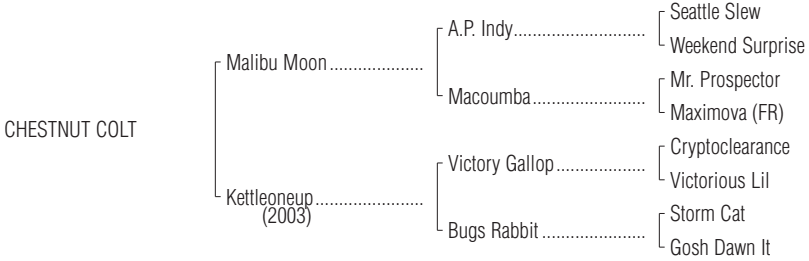 Seattle Slew
A.P. Indy..............................
Weekend Surprise
Malibu Moon.....................
Mr. Prospector
Macoumba..........................
Maximova (FR)
CHESTNUT COLT
Cryptoclearance
Victory Gallop....................
Victorious Lil
Kettleoneup........................
(2003)
Storm Cat
Bugs Rabbit.......................
Gosh Dawn It